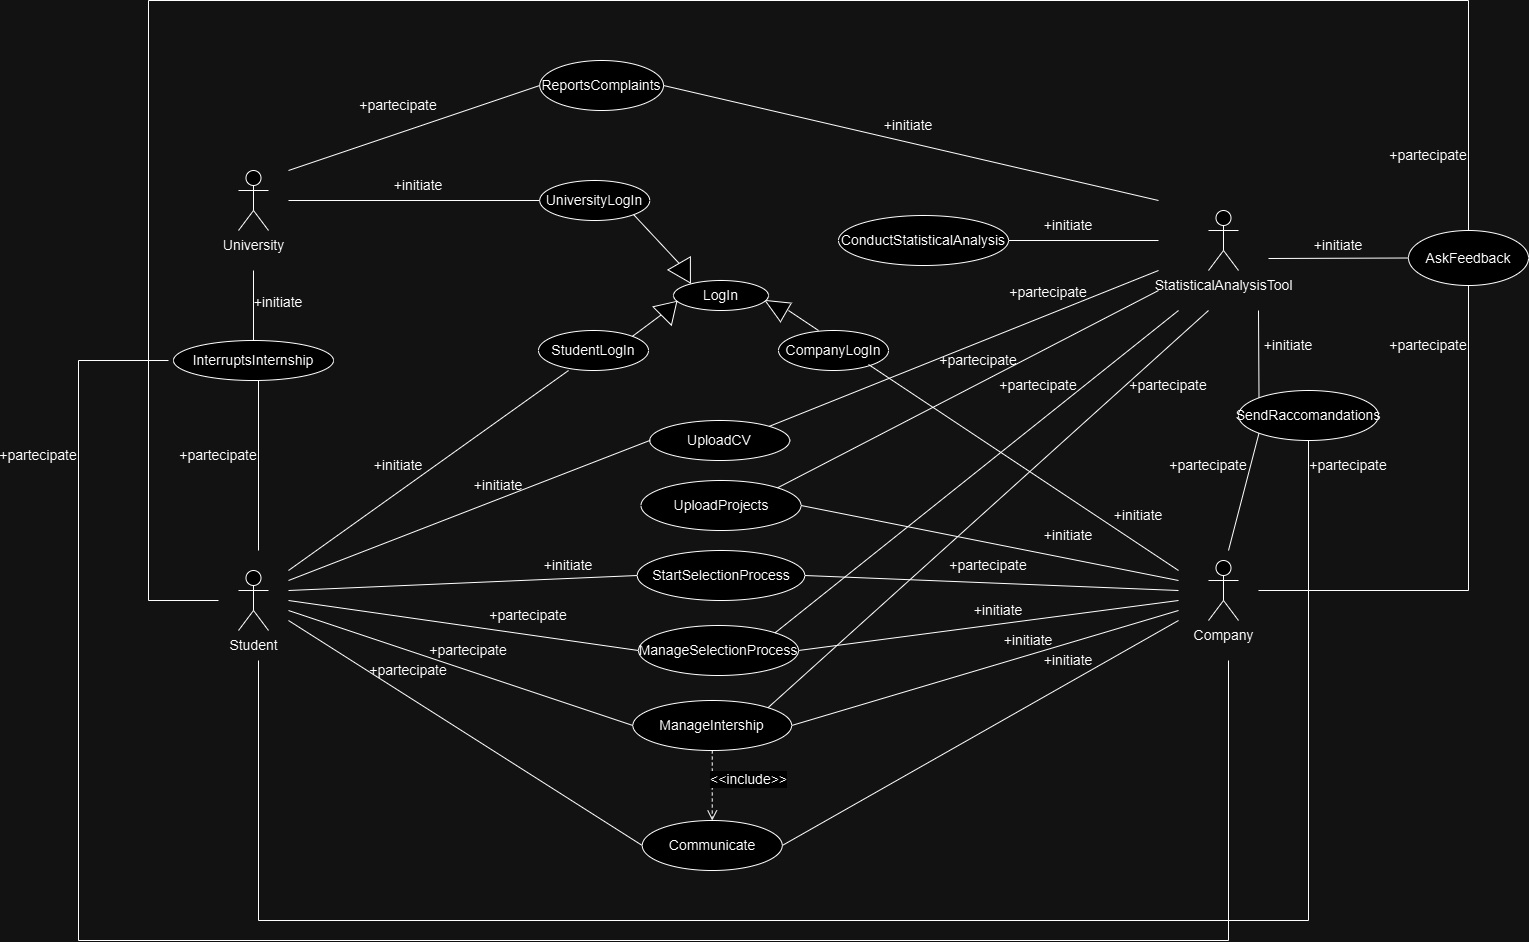 ReportsComplaints
+partecipate
+initiate
+partecipate
+initiate
UniversityLogIn
+initiate
ConductStatisticalAnalysis
University
+initiate
AskFeedback
StatisticalAnalysisTool
+partecipate
LogIn
+initiate
+initiate
+partecipate
StudentLogIn
CompanyLogIn
InterruptsInternship
+partecipate
+partecipate
+partecipate
SendRaccomandations
UploadCV
+partecipate
+partecipate
+initiate
+partecipate
+partecipate
+initiate
UploadProjects
+initiate
+initiate
+initiate
StartSelectionProcess
+partecipate
+partecipate
+initiate
Student
Company
+partecipate
ManageSelectionProcess
+initiate
+partecipate
+initiate
ManageIntership
<<include>>
Communicate